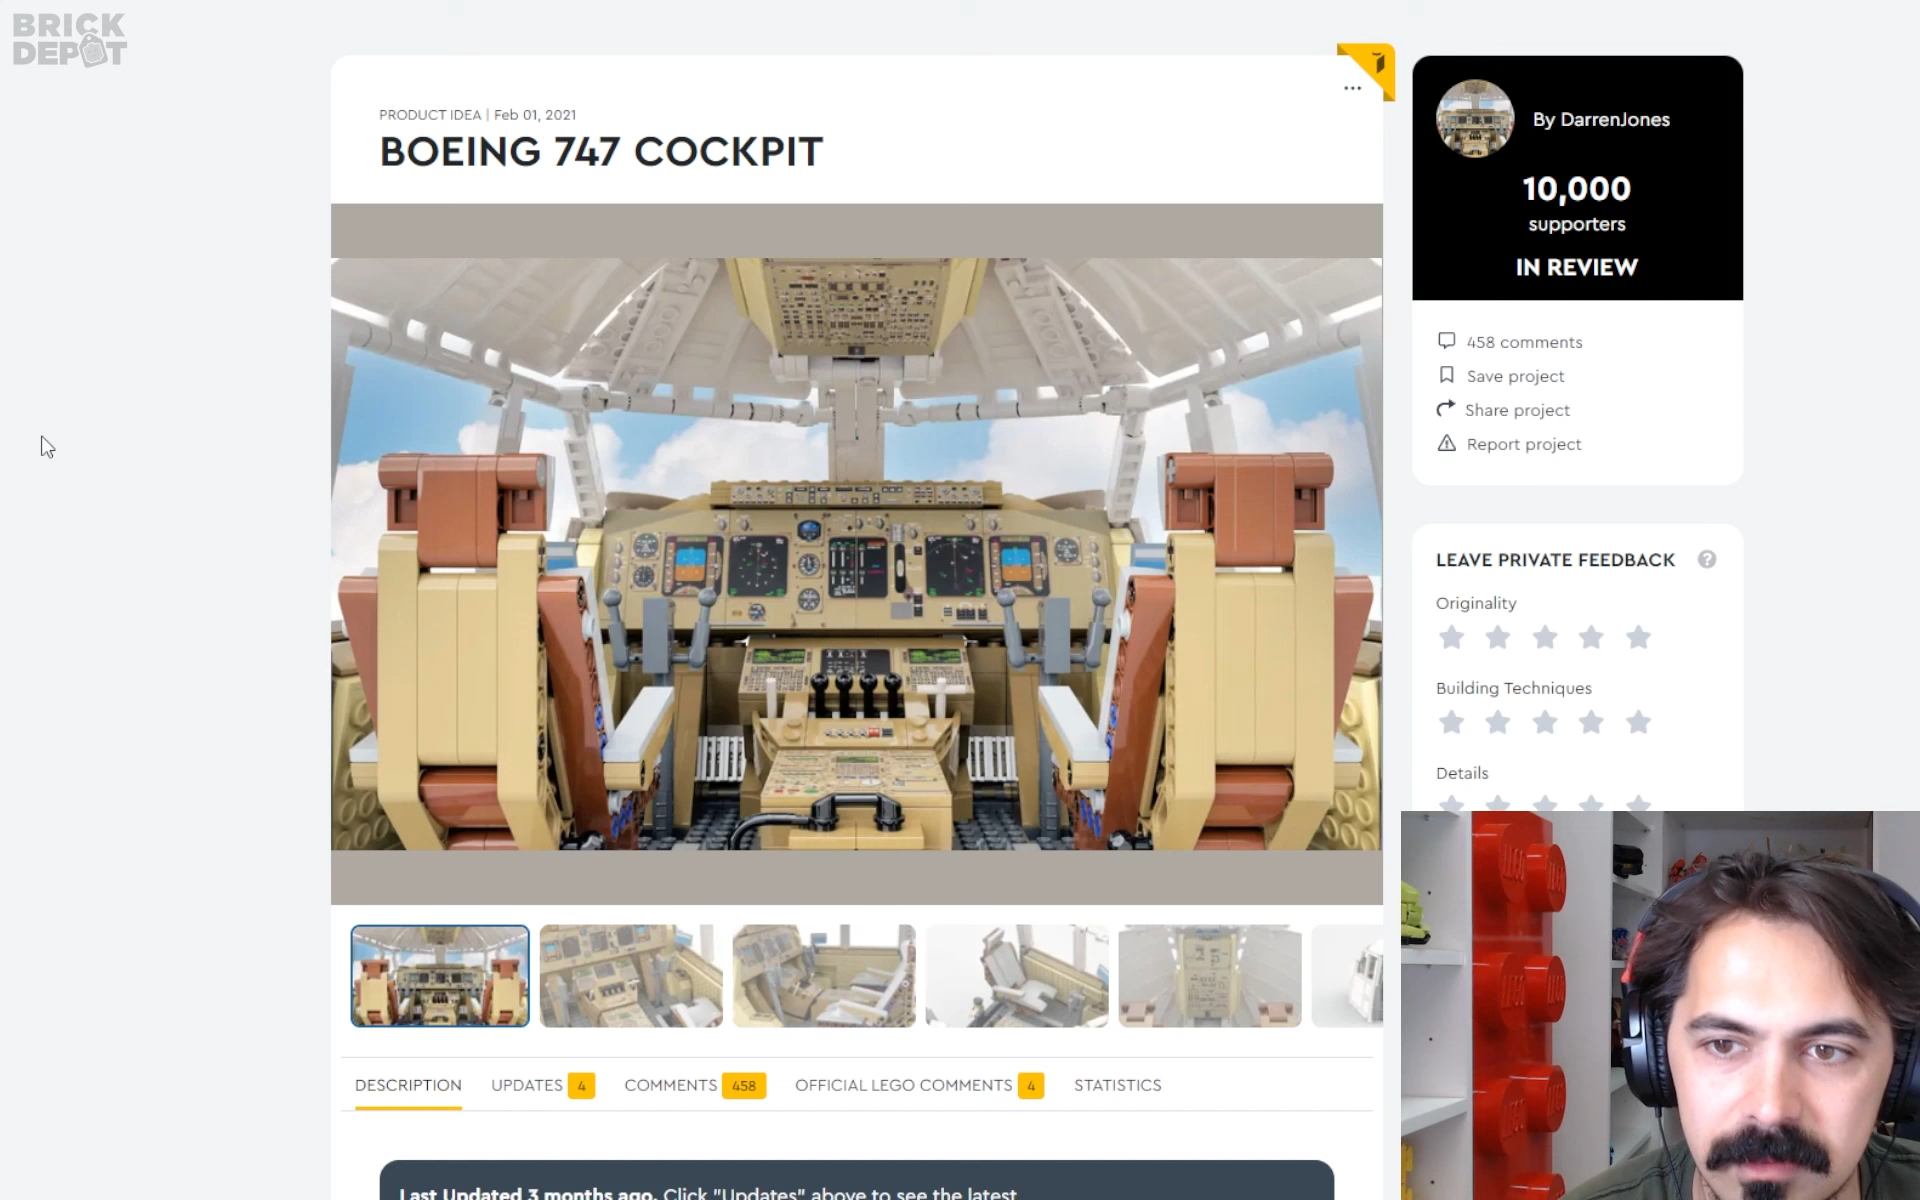 BRICK
DEPOT
PRODUCT IDEA | Feb 01, 2021
BOEING 747 COCKPIT
...
By DarrenJones
10,000
supporters
IN REVIEW
458 comments
Save project
Share project
Report project
LEAVE PRIVATE FEEDBACK ?
Originality
Building Techniques
Details
DESCRIPTION UPDATES 4 COMMENTS 458 OFFICIAL LEGO COMMENTS 4 STATISTICS
Last Updated 3 months ago. Click "Updates" above to see the latest